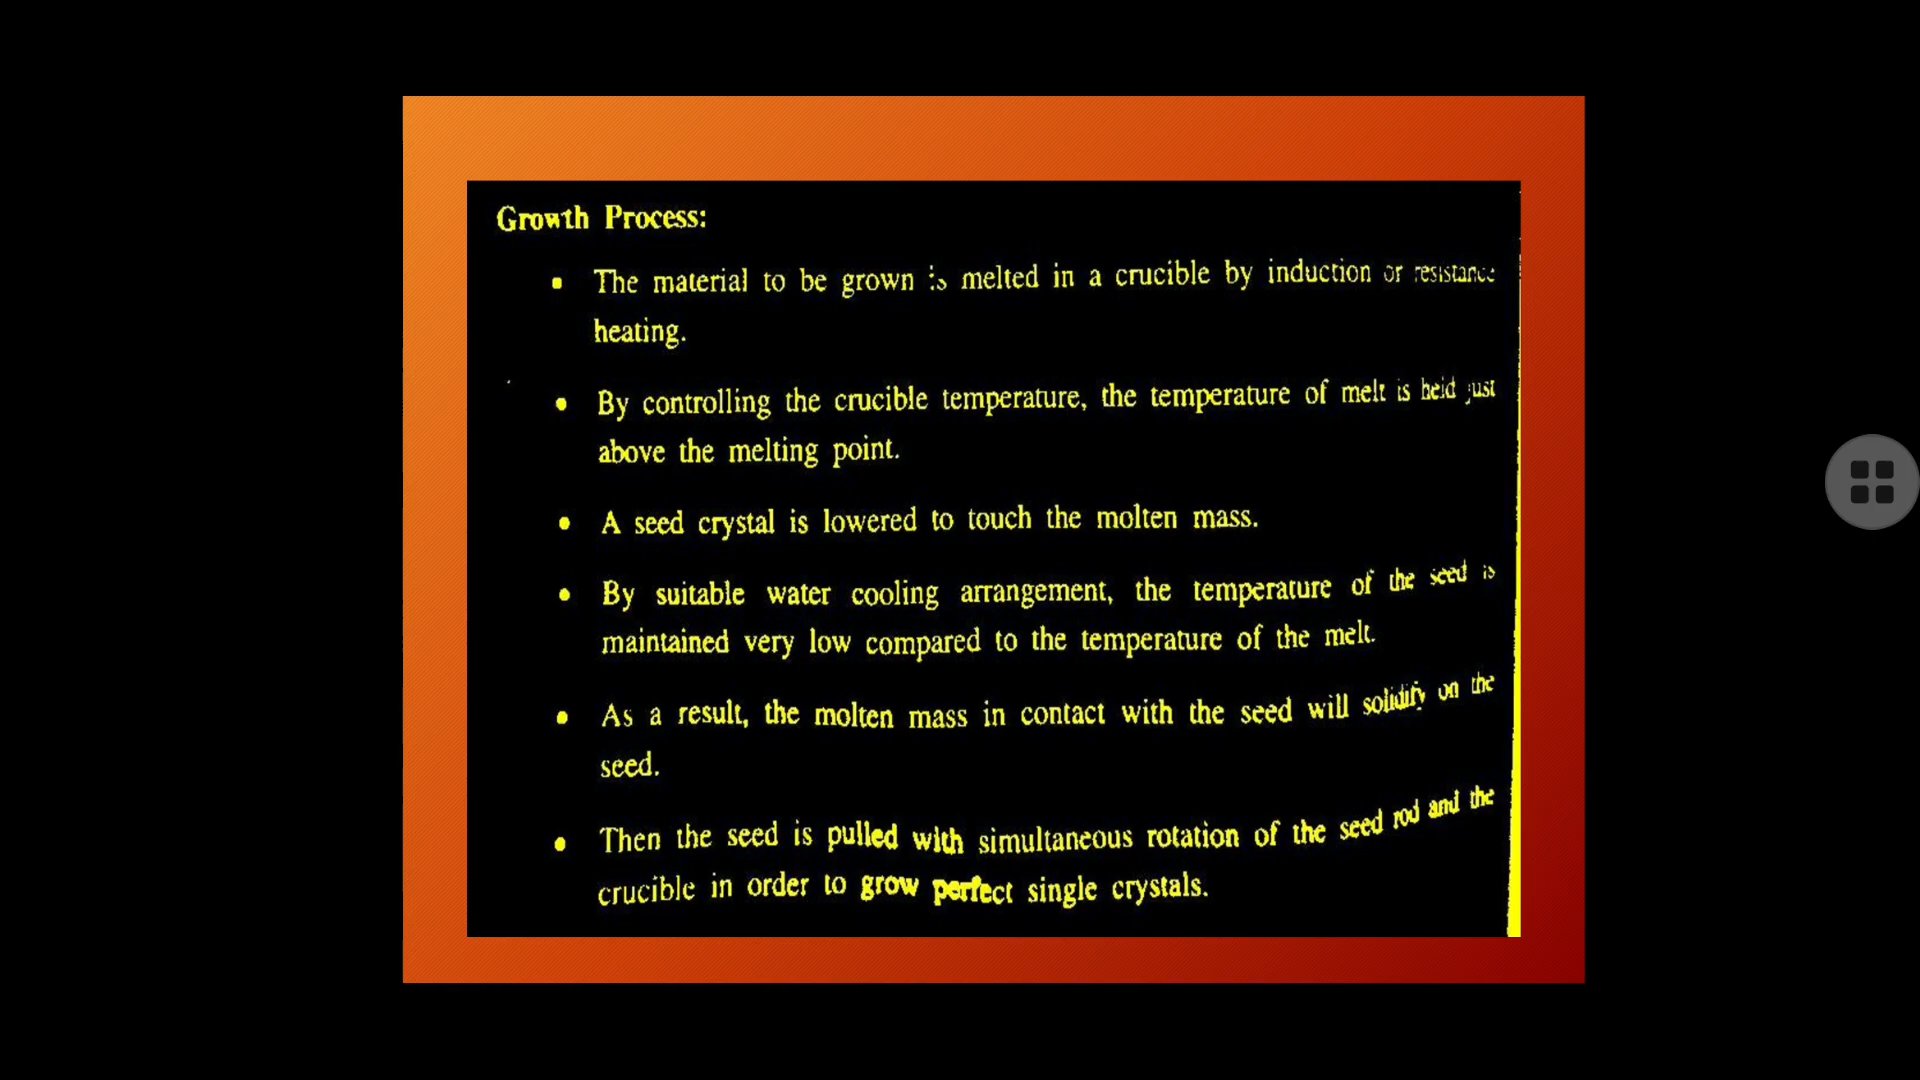 Growth Process:
The material to be grown is melted in a crucible by induction or resistance
heating.
By controlling the crucible temperature, the temperature of melt is held just
above the melting point.
A seed crystal is lowered to touch the molten mass.
By suitable water cooling arrangement, the temperature of the seed is
maintained very low compared to the temperature of the melt.
As a result, the molten mass in contact with the seed will solidify on the
seed.
Then the seed is pulled with simultaneous rotation of the seed rod and the
crucible in order to grow perfect single crystals.